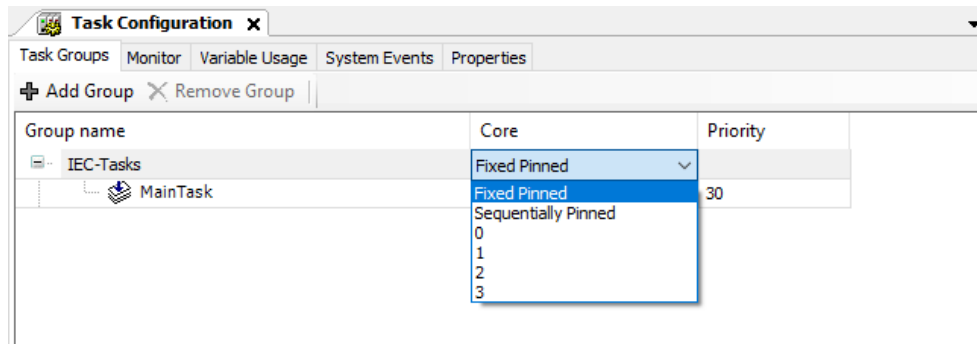 Task Configuration
Task Groups Monitor Variable Usage System Events Properties
Add Group Remove Group
Group name Core Priority
IEC-Tasks Fixed Pinned
MainTask Fixed Pinned 30
Sequentially Pinned
0
1
2
3